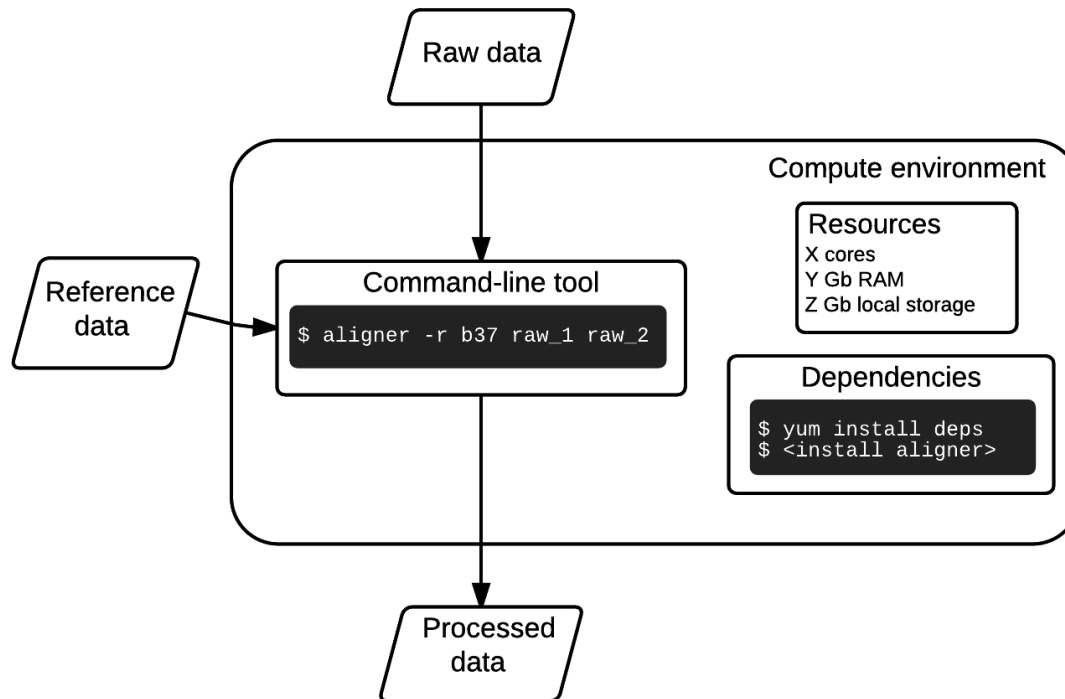 Raw data
Compute environment
Resources
X cores
Y Gb RAM
Z Gb local storage
Reference
data
Command-line tool
$ aligner -r b37 raw_1 raw_2
Dependencies
$ yum install deps
$ <install aligner>
Processed
data